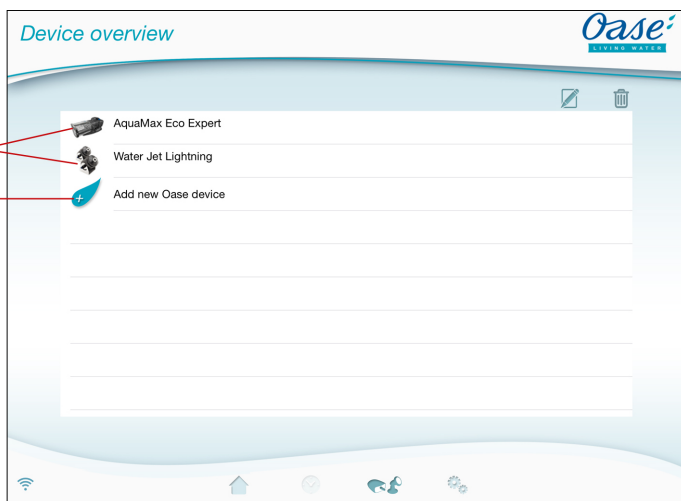 Device overview
Oase
LIVING WATER
AquaMax Eco Expert
Water Jet Lightning
Add new Oase device